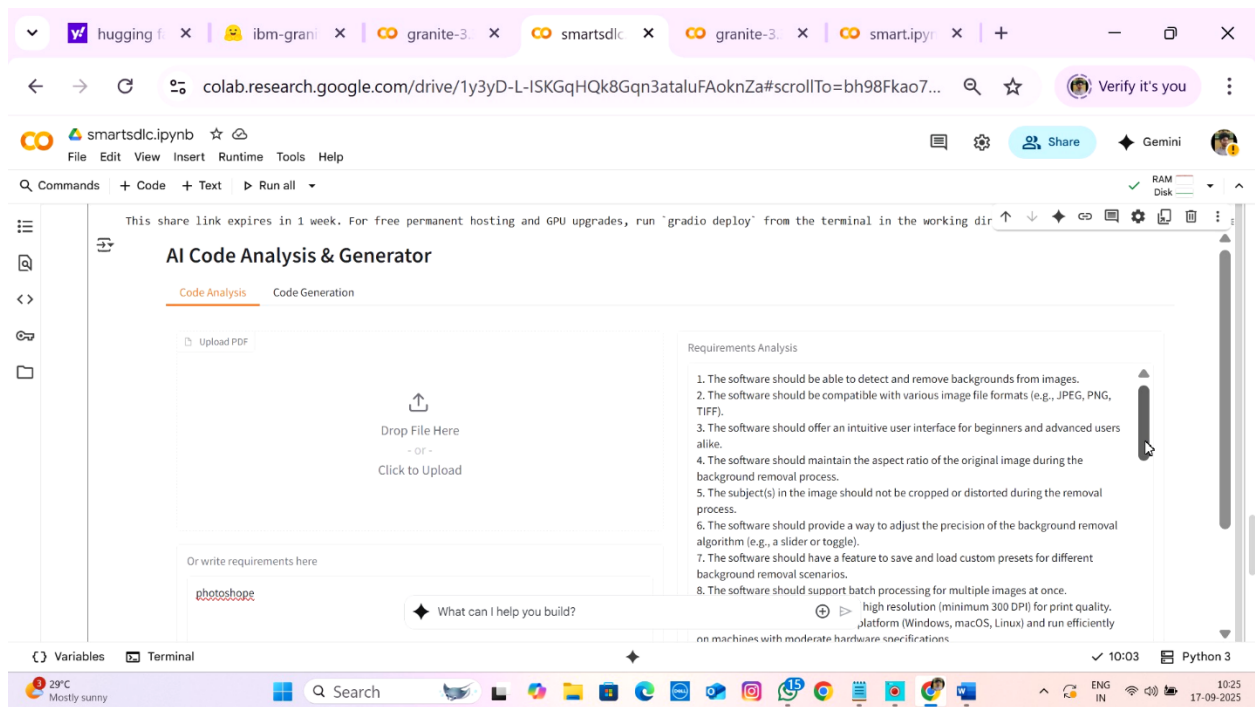 hugging f
ibm-grani
granite-3.
smartsdlc
granite-3.
smart.ipyn
colab.research.google.com/drive/1y3yD-L-ISKGqHQk8Gqn3ataluFAoknZa#scrollTo=bh98Fkao7...
Verify it's you
smartsdlc.ipynb
File Edit View Insert Runtime Tools Help
Share
Gemini
Commands + Code + Text Run all
RAM
Disk
This share link expires in 1 week. For free permanent hosting and GPU upgrades, run `gradio deploy` from the terminal in the working dir
AI Code Analysis & Generator
Code Analysis Code Generation
Upload PDF
Drop File Here
- or -
Click to Upload
Or write requirements here
photoshope
Requirements Analysis
1. The software should be able to detect and remove backgrounds from images.
2. The software should be compatible with various image file formats (e.g., JPEG, PNG,
TIFF).
3. The software should offer an intuitive user interface for beginners and advanced users
alike.
4. The software should maintain the aspect ratio of the original image during the
background removal process.
5. The subject(s) in the image should not be cropped or distorted during the removal
process.
6. The software should provide a way to adjust the precision of the background removal
algorithm (e.g., a slider or toggle).
7. The software should have a feature to save and load custom presets for different
background removal scenarios.
8. The software should support batch processing for multiple images at once.
high resolution (minimum 300 DPI) for print quality.
platform (Windows, macOS, Linux) and run efficiently
on machines with moderate hardware specifications.
What can I help you build?
Variables Terminal
10:03 Python 3
3
29°C
Mostly sunny
Search
15
ENG
IN
10:25
17-09-2025